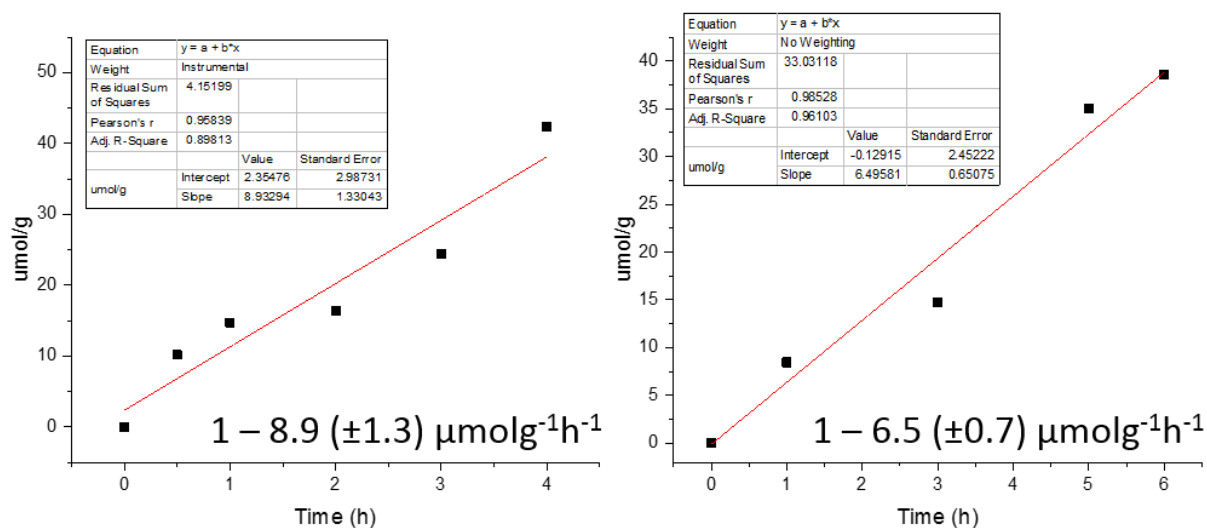 Equation y = a + b*x
Weight Instrumental
Residual Sum of Squares 4.15199
Pearson's r 0.95839
Adj. R-Square 0.89813
Value Standard Error
umol/g Intercept 2.35476 2.98731
Slope 8.93294 1.33043
50
40
30
20
10
0
umol/g
0 1 2 3 4
Time (h)
1 – 8.9 (±1.3) µmolg⁻¹h⁻¹
Equation y = a + b*x
Weight No Weighting
Residual Sum of Squares 33.03118
Pearson's r 0.98528
Adj. R-Square 0.96103
Value Standard Error
umol/g Intercept -0.12915 2.45222
Slope 6.49581 0.65075
40
35
30
25
20
15
10
5
0
umol/g
0 1 2 3 4 5 6
Time (h)
1 – 6.5 (±0.7) µmolg⁻¹h⁻¹